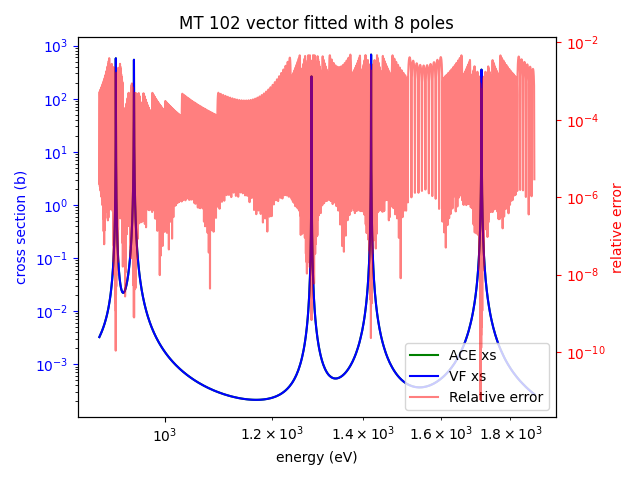 MT 102 vector fitted with 8 poles
10³
10²
10¹
10⁰
10⁻¹
10⁻²
10⁻³
cross section (b)
10⁻²
10⁻⁴
10⁻⁶
10⁻⁸
10⁻¹⁰
relative error
ACE xs
VF xs
Relative error
10³
1.2 × 10³
1.4 × 10³
1.6 × 10³
1.8 × 10³
energy (eV)